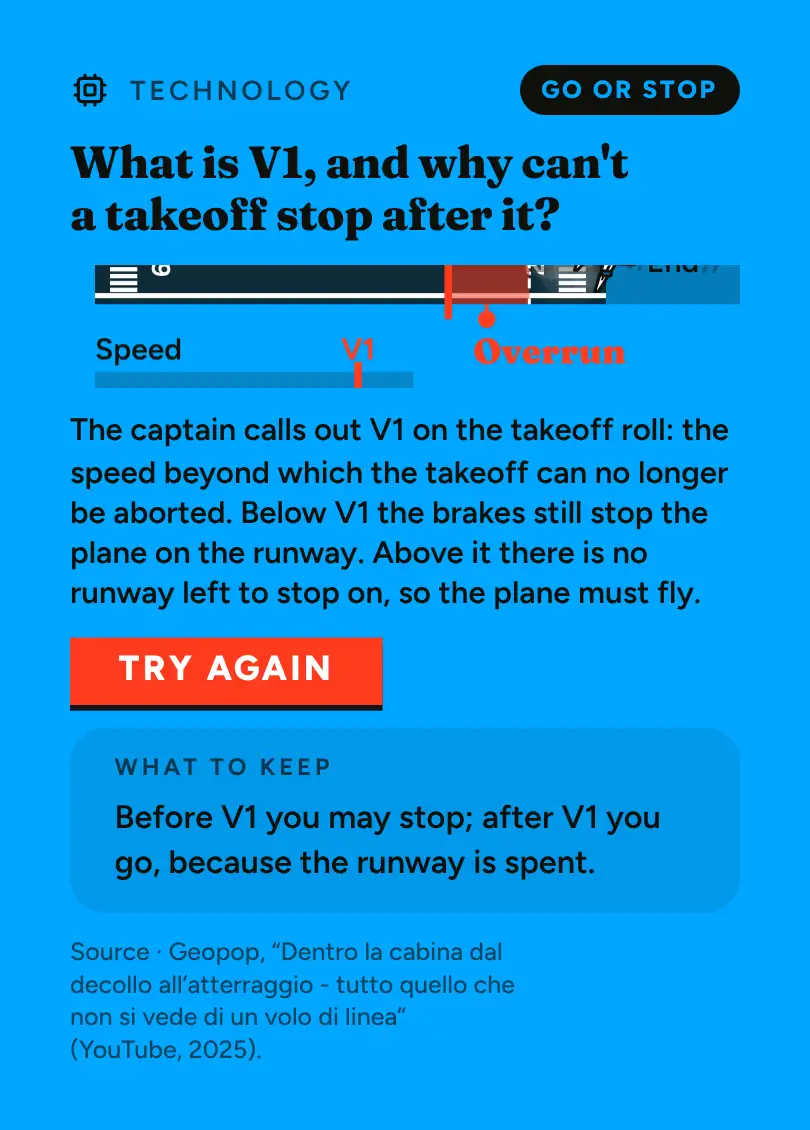 TECHNOLOGY
GO OR STOP
What is V1, and why can't
a takeoff stop after it?
End
Speed
V1
Overrun
The captain calls out V1 on the takeoff roll: the
speed beyond which the takeoff can no longer
be aborted. Below V1 the brakes still stop the
plane on the runway. Above it there is no
runway left to stop on, so the plane must fly.
TRY AGAIN
WHAT TO KEEP
Before V1 you may stop; after V1 you
go, because the runway is spent.
Source · Geopop, “Dentro la cabina dal
decollo all’atterraggio - tutto quello che
non si vede di un volo di linea”
(YouTube, 2025).